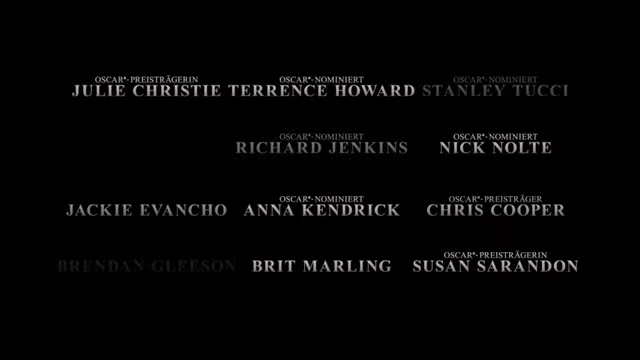 OSCAR®-PREISTRÄGERIN OSCAR®-NOMINIERT OSCAR®-NOMINIERT
JULIE CHRISTIE TERRENCE HOWARD STANLEY TUCCI
OSCAR®-NOMINIERT OSCAR®-NOMINIERT
RICHARD JENKINS NICK NOLTE
OSCAR®-NOMINIERT OSCAR®-PREISTRÄGER
JACKIE EVANCHO ANNA KENDRICK CHRIS COOPER
OSCAR®-PREISTRÄGERIN
BRENDAN GLEESON BRIT MARLING SUSAN SARANDON